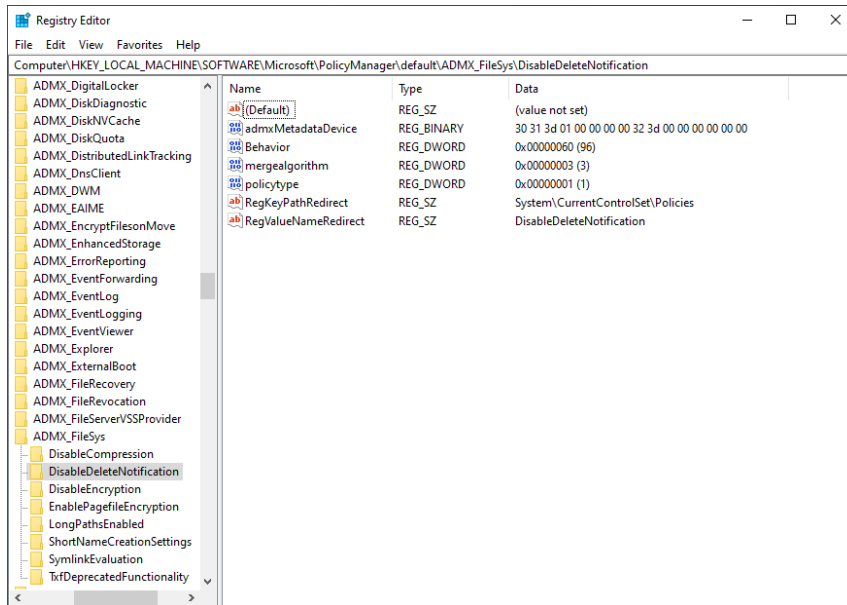 Registry Editor
File Edit View Favorites Help
Computer\HKEY_LOCAL_MACHINE\SOFTWARE\Microsoft\PolicyManager\default\ADMX_FileSys\DisableDeleteNotification
ADMX_DigitalLocker
ADMX_DiskDiagnostic
ADMX_DiskNVCache
ADMX_DiskQuota
ADMX_DistributedLinkTracking
ADMX_DnsClient
ADMX_DWM
ADMX_EAIME
ADMX_EncryptFilesonMove
ADMX_EnhancedStorage
ADMX_ErrorReporting
ADMX_EventForwarding
ADMX_EventLog
ADMX_EventLogging
ADMX_EventViewer
ADMX_Explorer
ADMX_ExternalBoot
ADMX_FileRecovery
ADMX_FileRevocation
ADMX_FileServerVSSProvider
ADMX_FileSys
DisableCompression
DisableDeleteNotification
DisableEncryption
EnablePagefileEncryption
LongPathsEnabled
ShortNameCreationSettings
SymlinkEvaluation
TxfDeprecatedFunctionality
Name Type Data
(Default) REG_SZ (value not set)
admxMetadataDevice REG_BINARY 30 31 3d 01 00 00 00 00 32 3d 00 00 00 00 00 00
Behavior REG_DWORD 0x00000060 (96)
mergealgorithm REG_DWORD 0x00000003 (3)
policytype REG_DWORD 0x00000001 (1)
RegKeyPathRedirect REG_SZ System\CurrentControlSet\Policies
RegValueNameRedirect REG_SZ DisableDeleteNotification